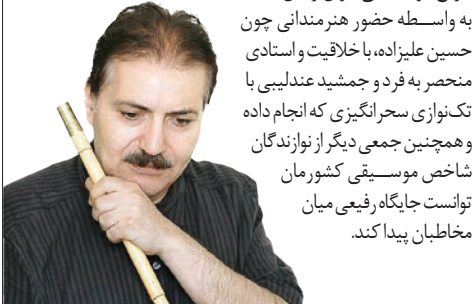 به واسطه حضور هنرمندانی چون
حسین علیزاده، با خلاقیت و استادی
منحصر به فرد و جمشید عندلیبی با
تک‌نوازی سحرانگیزی که انجام داده
و همچنین جمعی دیگر از نوازندگان
شاخص موسیقی کشورمان
توانست جایگاه رفیعی میان
مخاطبان پیدا کند.